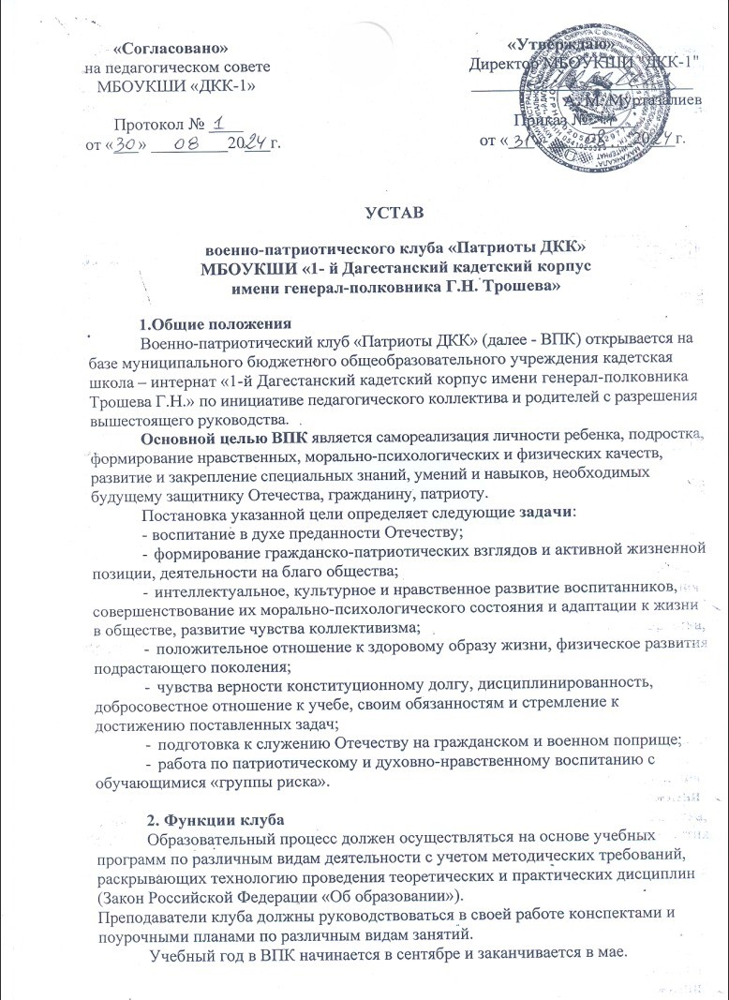 «Согласовано»
на педагогическом совете
МБОУКШИ «ДКК-1»
Протокол № 1
от «30» 08 2024г.
«Утверждаю»
Директор МБОУКШИ "ДКК-1"
А. М. Муртазалиев
Приказ №
от «31 8 2024г.
УСТАВ
военно-патриотического клуба «Патриоты ДКК»
МБОУКШИ «1- й Дагестанский кадетский корпус
имени генерал-полковника Г.Н. Трошева»
1.Общие положения
Военно-патриотический клуб «Патриоты ДКК» (далее - ВПК) открывается на
базе муниципального бюджетного общеобразовательного учреждения кадетская
школа – интернат «1-й Дагестанский кадетский корпус имени генерал-полковника
Трошева Г.Н.» по инициативе педагогического коллектива и родителей с разрешения
вышестоящего руководства.
Основной целью ВПК является самореализация личности ребенка, подростка,
формирование нравственных, морально-психологических и физических качеств,
развитие и закрепление специальных знаний, умений и навыков, необходимых
будущему защитнику Отечества, гражданину, патриоту.
Постановка указанной цели определяет следующие задачи:
- воспитание в духе преданности Отечеству;
- формирование гражданско-патриотических взглядов и активной жизненной
позиции, деятельности на благо общества;
- интеллектуальное, культурное и нравственное развитие воспитанников,
совершенствование их морально-психологического состояния и адаптации к жизни
в обществе, развитие чувства коллективизма;
- положительное отношение к здоровому образу жизни, физическое развития
подрастающего поколения;
- чувства верности конституционному долгу, дисциплинированность,
добросовестное отношение к учебе, своим обязанностям и стремление к
достижению поставленных задач;
- подготовка к служению Отечеству на гражданском и военном поприще;
- работа по патриотическому и духовно-нравственному воспитанию с
обучающимися «группы риска».
2. Функции клуба
Образовательный процесс должен осуществляться на основе учебных
программ по различным видам деятельности с учетом методических требований,
раскрывающих технологию проведения теоретических и практических дисциплин
(Закон Российской Федерации «Об образовании»).
Преподаватели клуба должны руководствоваться в своей работе конспектами и
поурочными планами по различным видам занятий.
Учебный год в ВПК начинается в сентябре и заканчивается в мае.